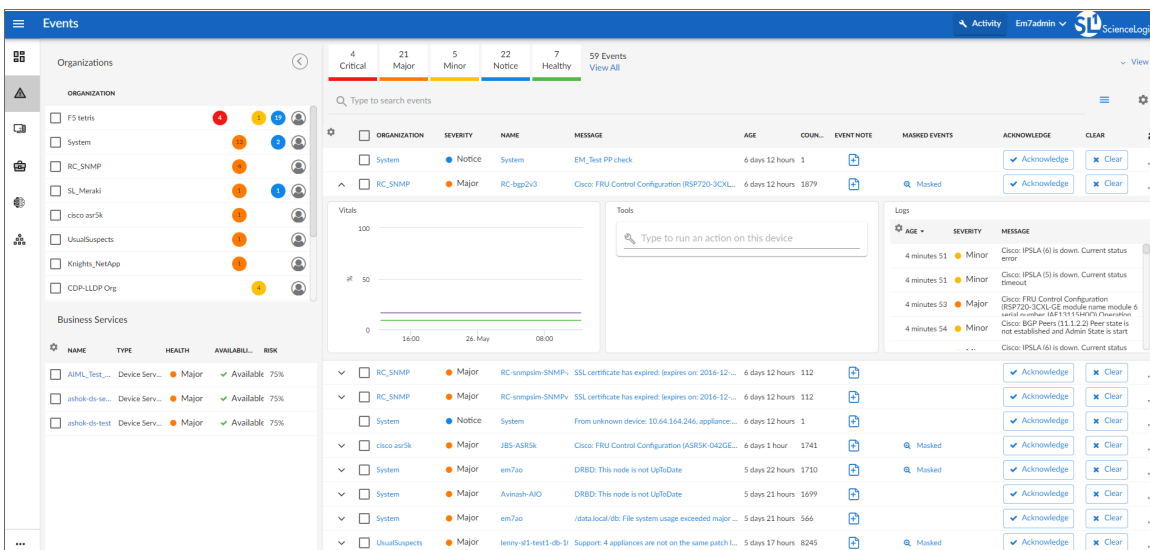 Events
Activity
Em7admin
SL1 ScienceLogi
Organizations
ORGANIZATION
F5 tetris 4 1 19
System 13 2
RC_SNMP 4
SL_Meraki 1 1
cisco asr5k 1
UsualSuspects 1
Knights_NetApp 1
CDP-LLDP Org 4
Business Services
NAME TYPE HEALTH AVAILABILI... RISK
AIML_Test_... Device Serv... Major Available 75%
ashok-ds-se... Device Serv... Major Available 75%
ashok-ds-test Device Serv... Major Available 75%
4 21 5 22 7 59 Events
Critical Major Minor Notice Healthy View All
View
Type to search events
ORGANIZATION SEVERITY NAME MESSAGE AGE COUN... EVENT NOTE MASKED EVENTS ACKNOWLEDGE CLEAR
System Notice System EM_Test PP check 6 days 12 hours 1 Acknowledge Clear
RC_SNMP Major RC-bgp2v3 Cisco: FRU Control Configuration (RSP720-3CXL... 6 days 12 hours 1879 Masked Acknowledge Clear
Vitals
100
%
50
0
16:00 26. May 08:00
Tools
Type to run an action on this device
Logs
AGE SEVERITY MESSAGE
4 minutes 51 Minor Cisco: IPSLA (6) is down. Current status
error
4 minutes 51 Minor Cisco: IPSLA (5) is down. Current status
timeout
4 minutes 53 Major Cisco: FRU Control Configuration
(RSP720-3CXL-GE module name module 6
4 minutes 54 Minor Cisco: BGP Peers (11.1.2.2) Peer state is
not established and Admin State is start
Cisco: IPSLA (6) is down. Current status
RC_SNMP Major RC-snmpsim-SNMP- SSL certificate has expired: (expires on: 2016-12-... 6 days 12 hours 112 Acknowledge Clear
RC_SNMP Major RC-snmpsim-SNMPv SSL certificate has expired: (expires on: 2016-12-... 6 days 12 hours 112 Acknowledge Clear
System Notice System From unknown device: 10.64.164.246, appliance:... 6 days 12 hours 1 Acknowledge Clear
cisco asr5k Major JBS-ASR5k Cisco: FRU Control Configuration (ASR5K-042GE... 6 days 1 hour 1741 Masked Acknowledge Clear
System Major em7ao DRBD: This node is not UpToDate 5 days 22 hours 1710 Masked Acknowledge Clear
System Major Avinash-AIO DRBD: This node is not UpToDate 5 days 21 hours 1699 Acknowledge Clear
System Major em7ao /data.local/db: File system usage exceeded major ... 5 days 21 hours 566 Acknowledge Clear
UsualSuspects Major lenny-sl1-test1-db-1 Support: 4 appliances are not on the same patch l... 5 days 17 hours 8245 Masked Acknowledge Clear